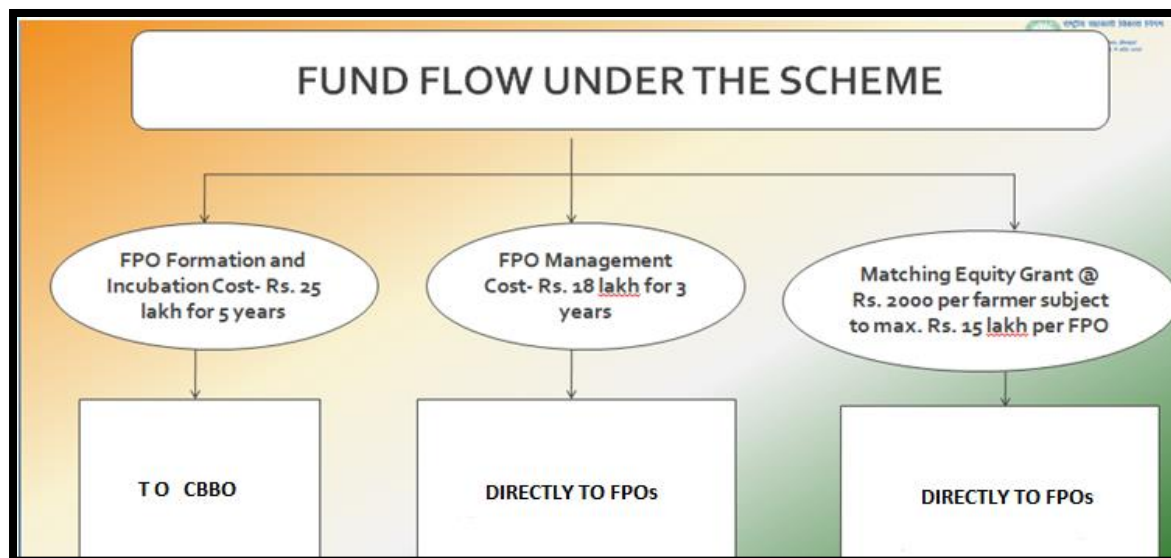 राष्ट्रीय सहकारी विकास निगम
FUND FLOW UNDER THE SCHEME
FPO Formation and
Incubation Cost- Rs. 25
lakh for 5 years
FPO Management
Cost- Rs. 18 lakh for 3
years
Matching Equity Grant @
Rs. 2000 per farmer subject
to max. Rs. 15 lakh per FPO
T O CBBO
DIRECTLY TO FPOs
DIRECTLY TO FPOs